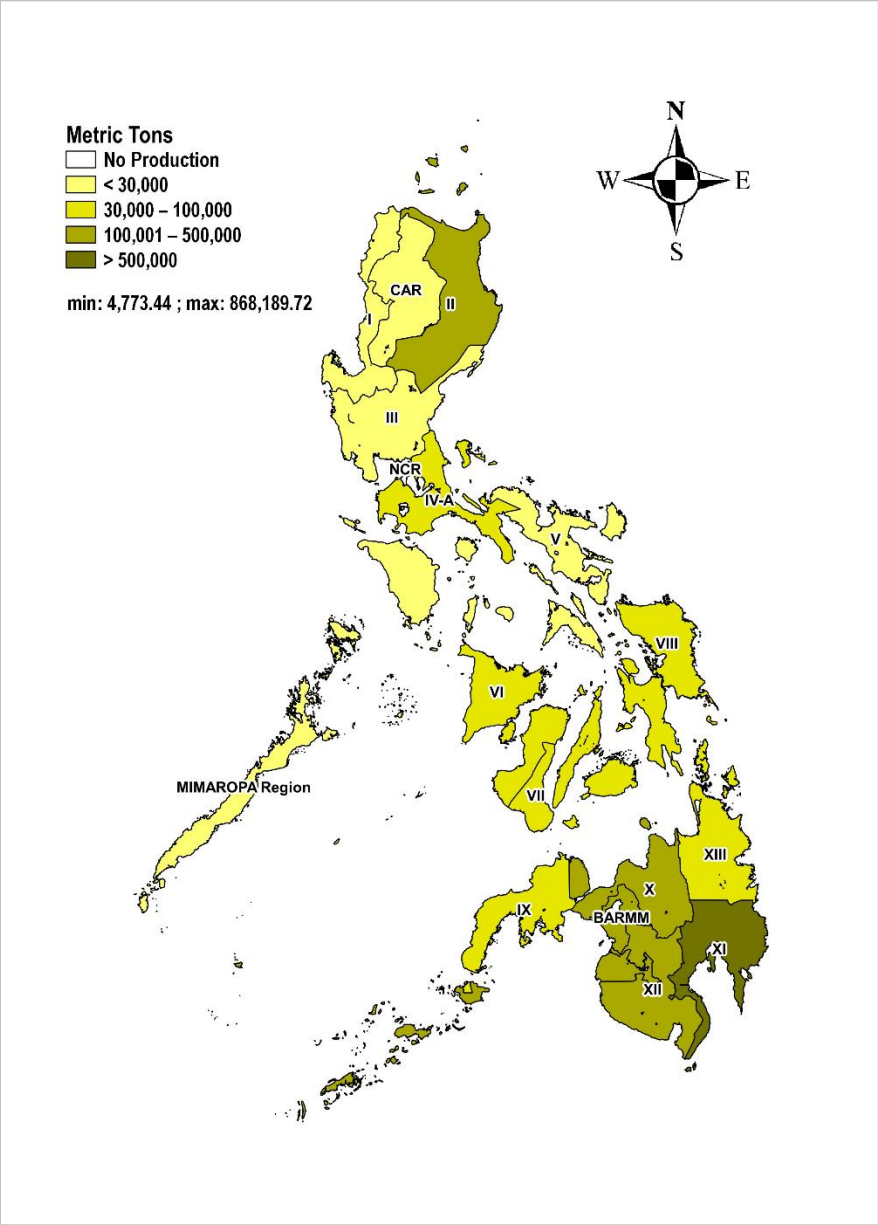 Metric Tons
No Production
< 30,000
30,000 – 100,000
100,001 – 500,000
> 500,000
min: 4,773.44 ; max: 868,189.72
N
W
E
S
CAR
I
II
III
NCR
IV-A
V
VIII
VI
MIMAROPA Region
VII
XIII
X
IX
BARMM
XI
XII